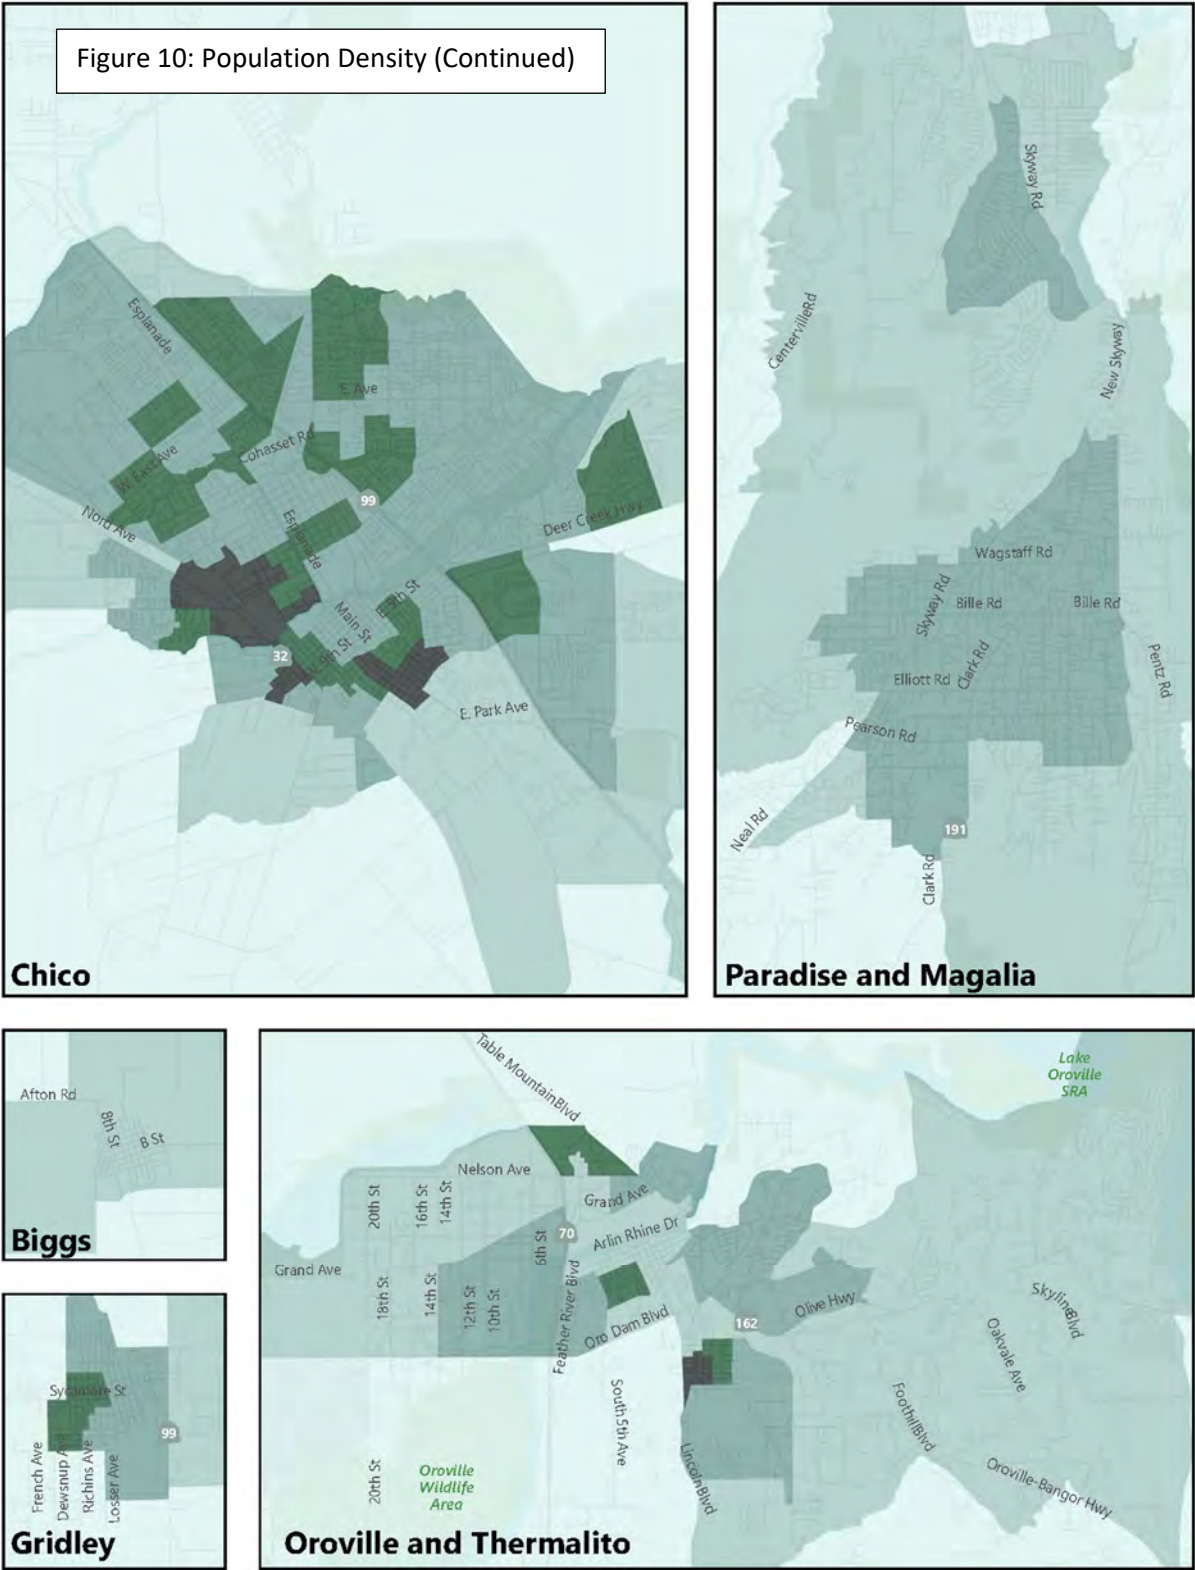 Figure 10: Population Density (Continued)
Esplanade
E. Ave
Cohasset Rd
W. East Ave
99
Nord Ave
Esplanade
Deer Creek Hwy
E. 9th St
Main St
32
W. 9th St
E. Park Ave
Chico
Skyway Rd
Centerville Rd
New Skyway
Wagstaff Rd
Skyway Rd
Bille Rd
Bille Rd
Clark Rd
Elliott Rd
Pentz Rd
Pearson Rd
Neal Rd
191
Clark Rd
Paradise and Magalia
Afton Rd
8th St
B St
Biggs
Sycamore St
99
French Ave
Dewsnup Ave
Richins Ave
Losser Ave
Gridley
Table Mountain Blvd
Lake
Oroville
SRA
Nelson Ave
20th St
16th St
14th St
Grand Ave
70
Arlin Rhine Dr
6th St
Grand Ave
18th St
14th St
12th St
10th St
Feather River Blvd
Oro Dam Blvd
162
Olive Hwy
Skyline Blvd
Oakvale Ave
South 5th Ave
Foothill Blvd
Lincoln Blvd
20th St
Oroville
Wildlife
Area
Oroville-Bangor Hwy
Oroville and Thermalito